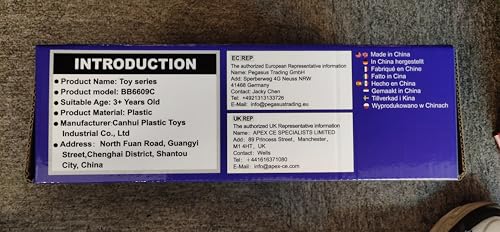 INTRODUCTION
• Product Name: Toy series
• Product model: BB6609C
• Suitable Age: 3+ Years Old
• Product Material: Plastic
• Manufacturer Canhui Plastic Toys
Industrial Co., Ltd
• Address: North Fuan Road, Guangyi
Street,Chenghai District, Shantou
City, China
EC REP
The authorized European Representative information
Name: Pegasus Trading GmbH
Add: Sperberweg 4G Neuss NRW
41468 Germany
Contact: Jacky Chen
Tel: +4921313133726
E-Mail: info@pegasustrading.eu
UK REP
The authorized UK Representative information
Name: APEX CE SPECIALISTS LIMITED
Add: 89 Princess Street, Manchester,
M1 4HT, UK
Contact: Wells
Tel: +441616371080
E-mail: info@apex-ce.com
Made in China
In China hergestellt
Fabriqué en Chine
Fatto in Cina
Hecho en China
Gemaakt in China
Tillverkad i Kina
Wyprodukowano w Chinach